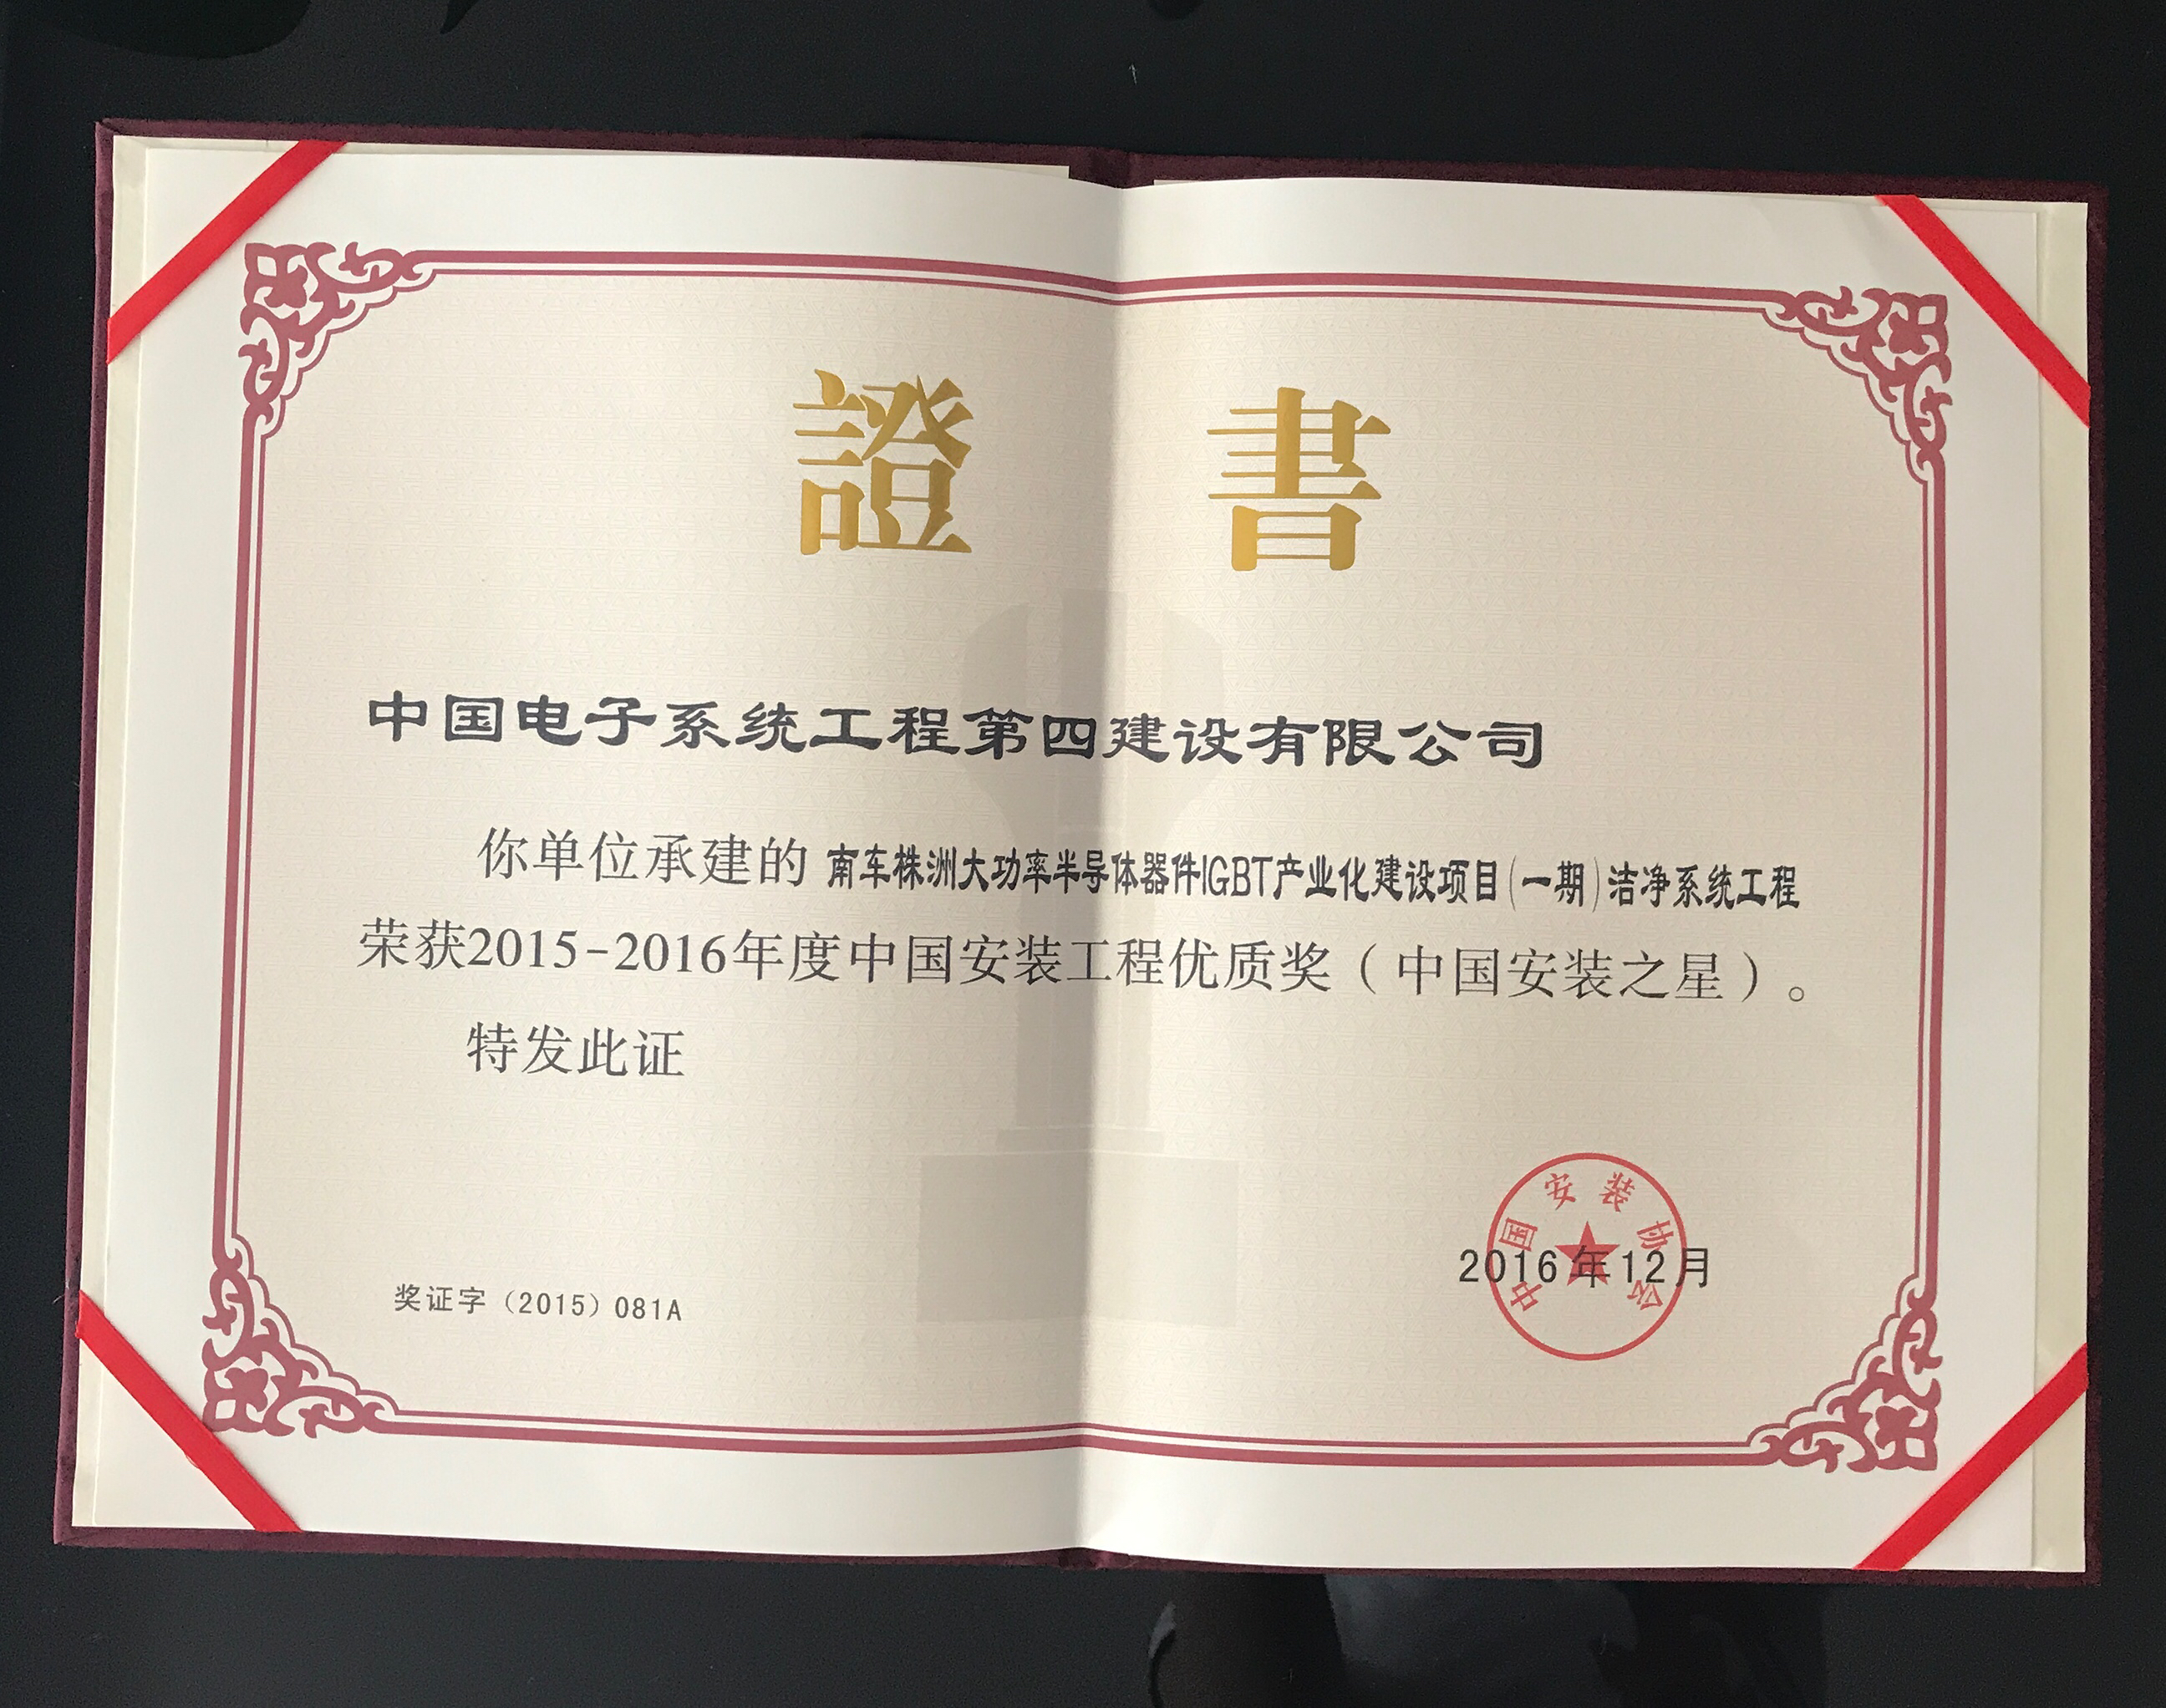 證 書
中国电子系统工程第四建设有限公司
你单位承建的 南车株洲大功率半导体器件IGBT产业化建设项目(一期)洁净系统工程
荣获2015-2016年度中国安装工程优质奖（中国安装之星）。
特发此证
中国安装协会
2016年12月
奖证字（2015）081A